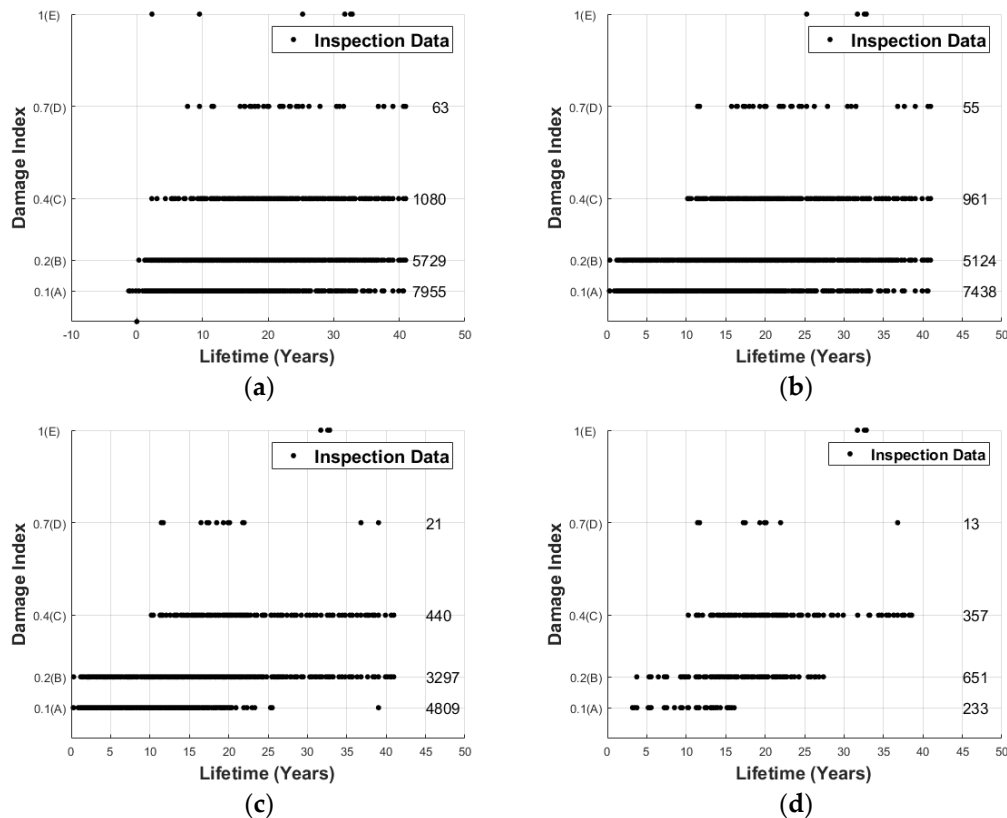 1(E)
Inspection Data
0.7(D)
63
0.4(C)
1080
0.2(B)
5729
0.1(A)
7955
-10 0 10 20 30 40 50
Damage Index
Lifetime (Years)
(a)
1(E)
Inspection Data
0.7(D)
55
0.4(C)
961
0.2(B)
5124
0.1(A)
7438
0 5 10 15 20 25 30 35 40 45 50
Damage Index
Lifetime (Years)
(b)
1(E)
Inspection Data
0.7(D)
21
0.4(C)
440
0.2(B)
3297
0.1(A)
4809
0 5 10 15 20 25 30 35 40 45 50
Damage Index
Lifetime (Years)
(c)
1(E)
Inspection Data
0.7(D)
13
0.4(C)
357
0.2(B)
651
0.1(A)
233
0 5 10 15 20 25 30 35 40 45 50
Damage Index
Lifetime (Years)
(d)